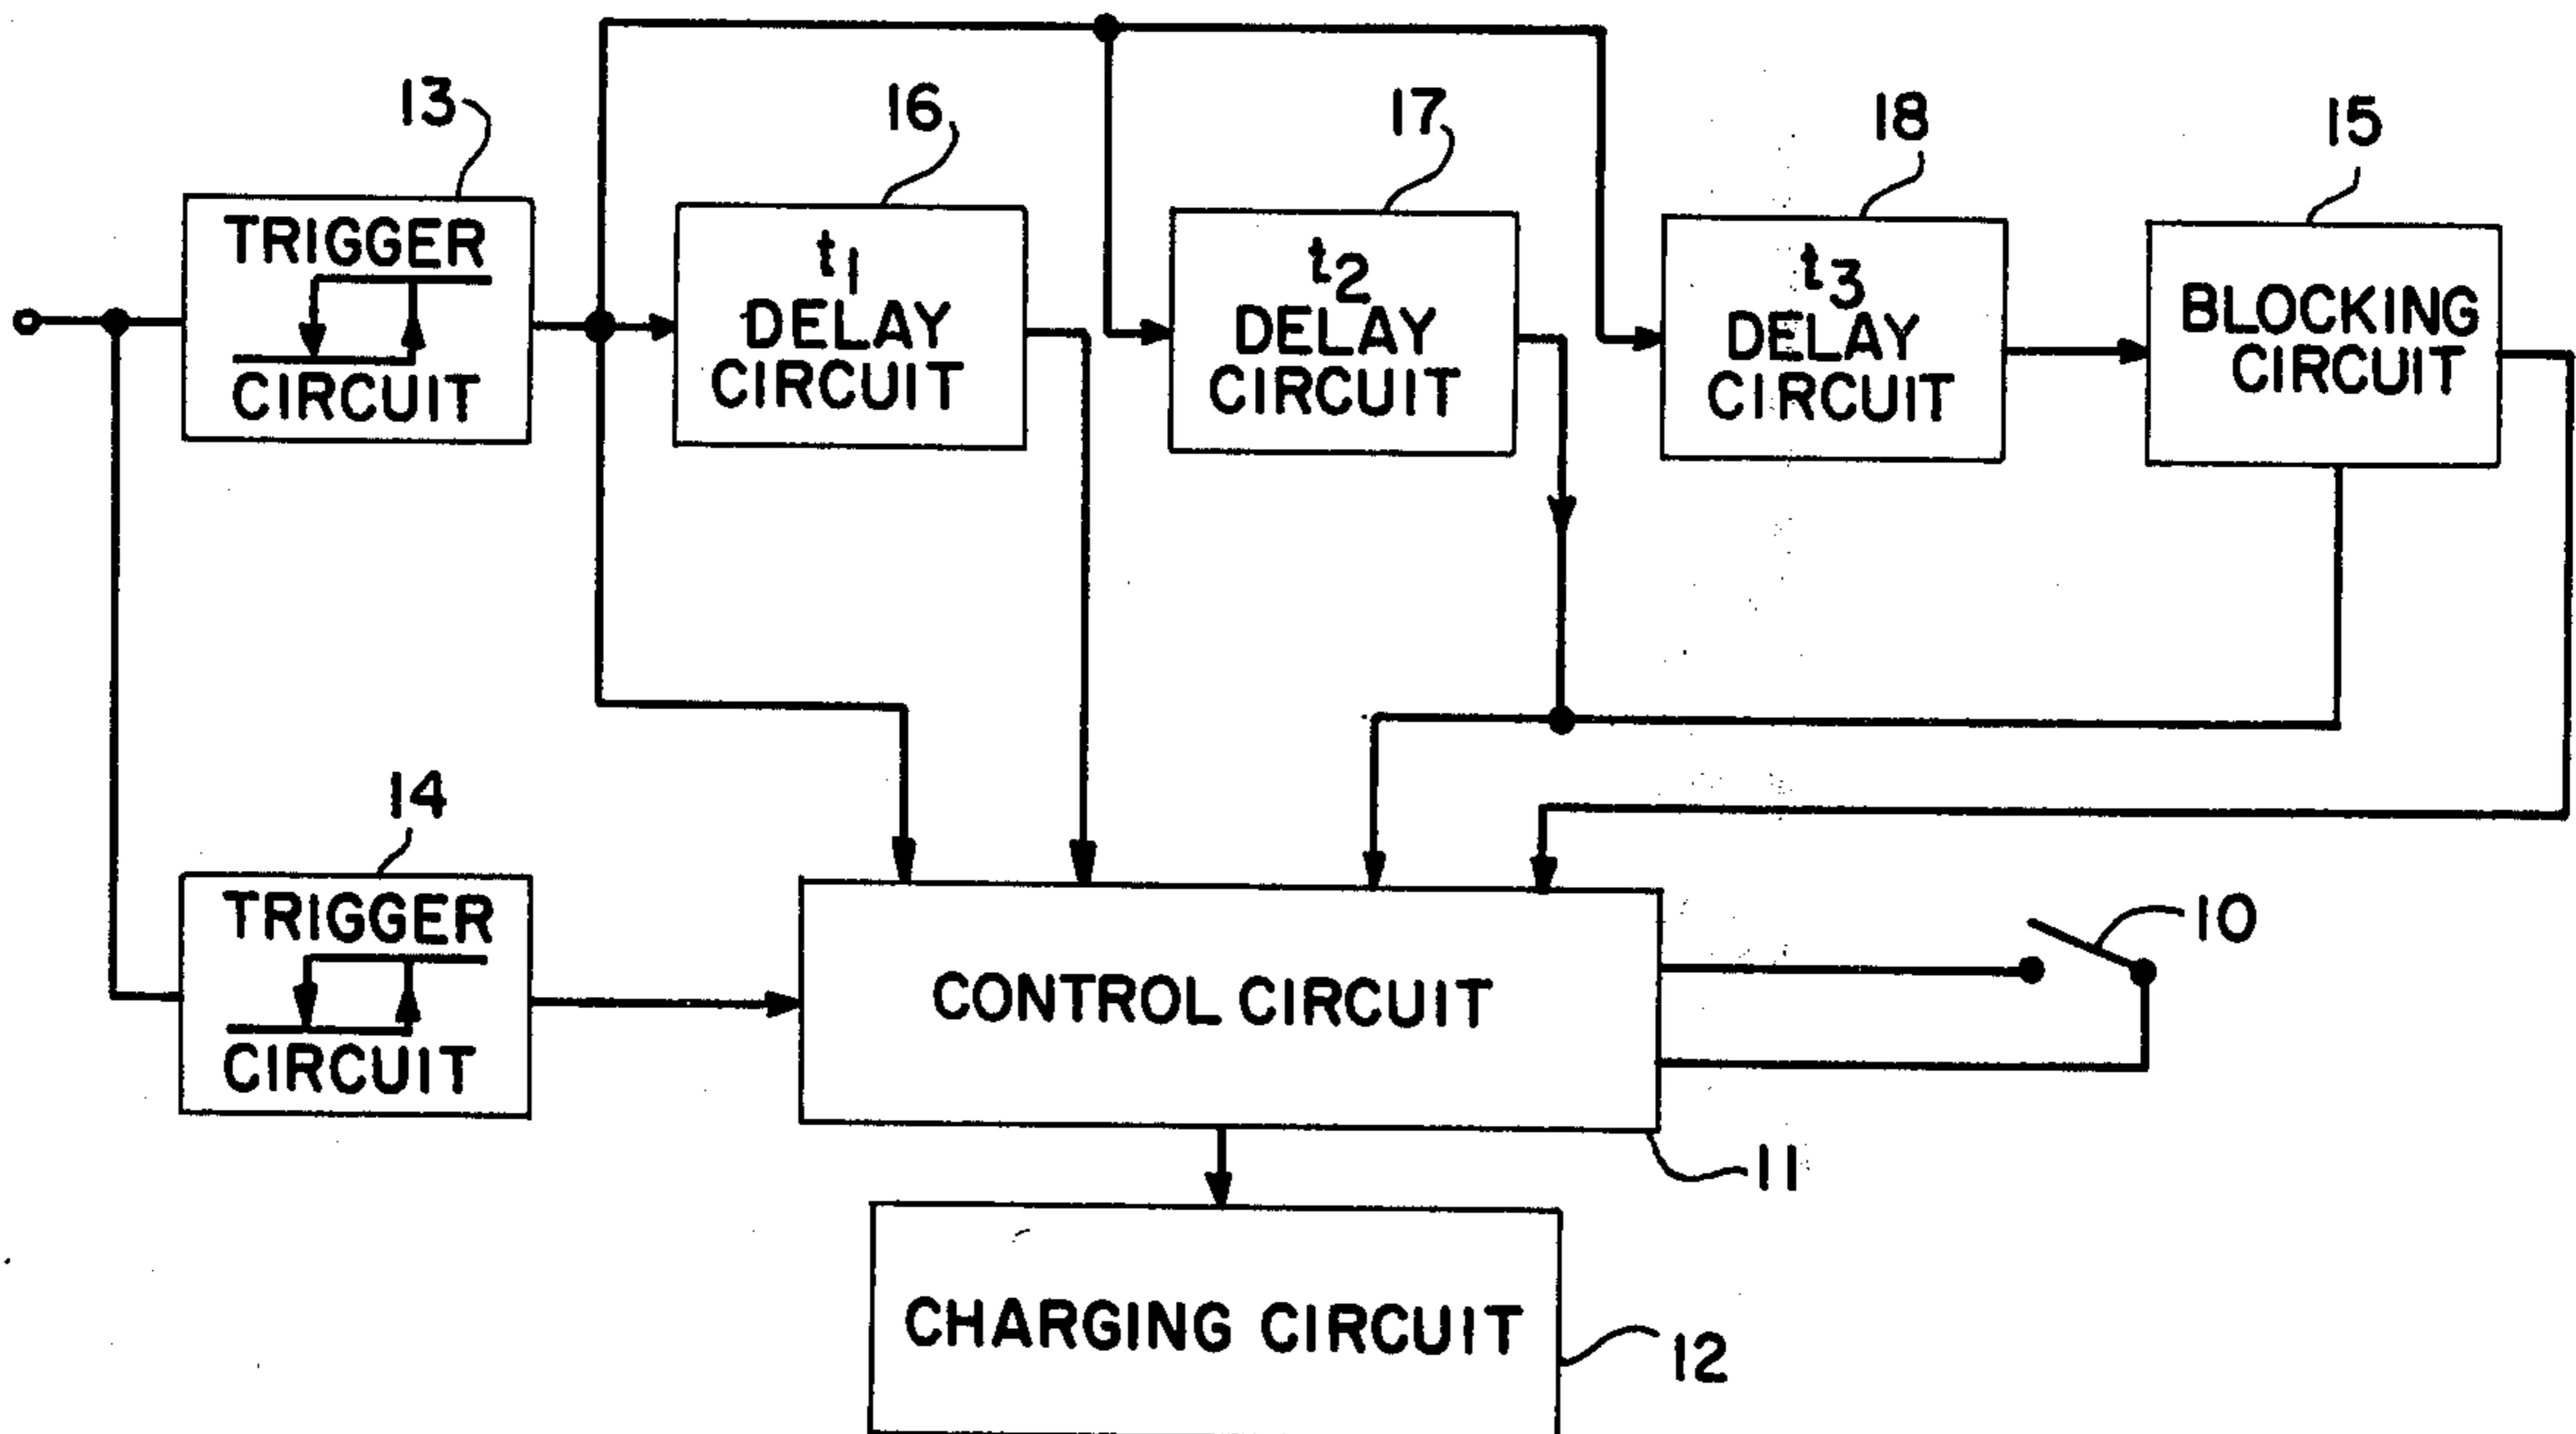 13
16
17
18
15
TRIGGER
CIRCUIT
t1
DELAY
CIRCUIT
t2
DELAY
CIRCUIT
t3
DELAY
CIRCUIT
BLOCKING
CIRCUIT
14
TRIGGER
CIRCUIT
CONTROL CIRCUIT
10
11
CHARGING CIRCUIT
12